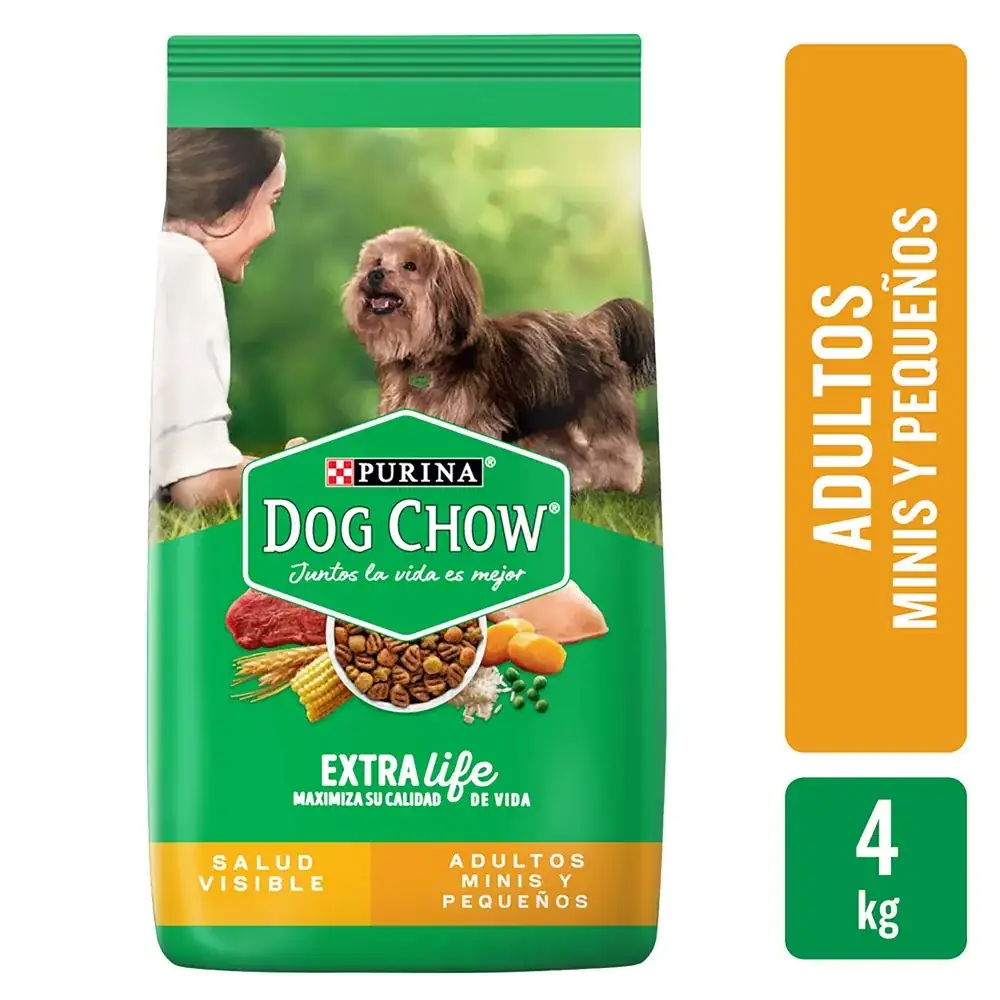 PURINA®
DOG CHOW®
Juntos la vida es mejor
EXTRA life
MAXIMIZA SU CALIDAD DE VIDA
SALUD
VISIBLE
ADULTOS
MINIS Y
PEQUEÑOS
ADULTOS
MINIS Y PEQUEÑOS
4
kg